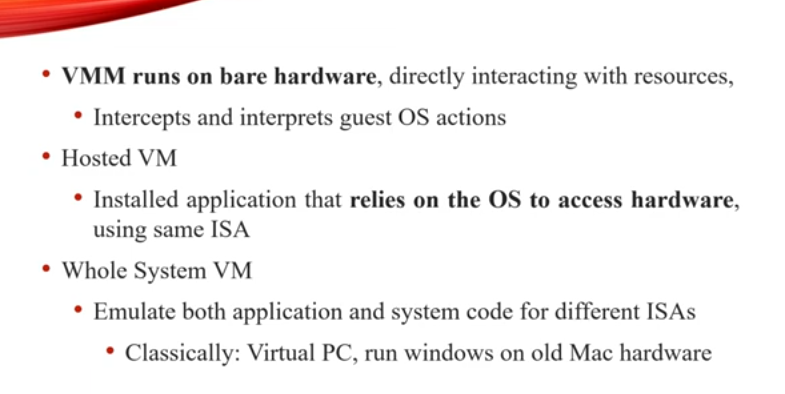 • VMM runs on bare hardware, directly interacting with resources,
• Intercepts and interprets guest OS actions
• Hosted VM
• Installed application that relies on the OS to access hardware,
using same ISA
• Whole System VM
• Emulate both application and system code for different ISAs
• Classically: Virtual PC, run windows on old Mac hardware